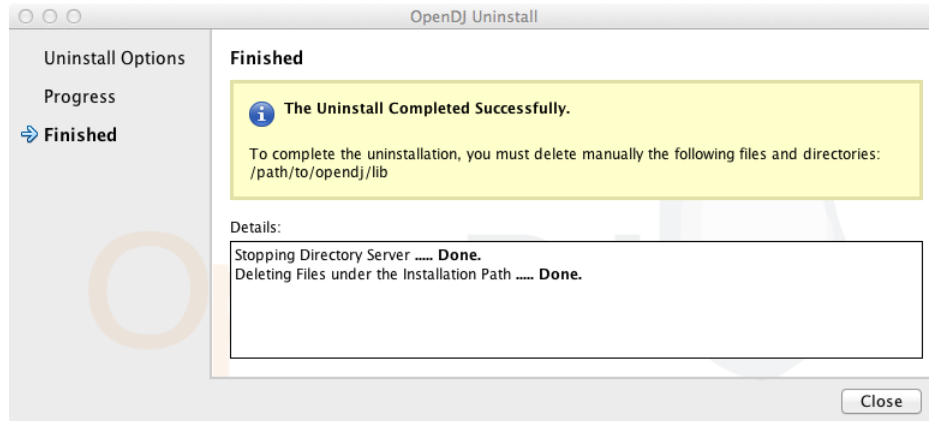 OpenDJ Uninstall
Uninstall Options
Progress
Finished
Finished
The Uninstall Completed Successfully.
To complete the uninstallation, you must delete manually the following files and directories:
/path/to/opendj/lib
Details:
Stopping Directory Server ..... Done.
Deleting Files under the Installation Path ..... Done.
Close